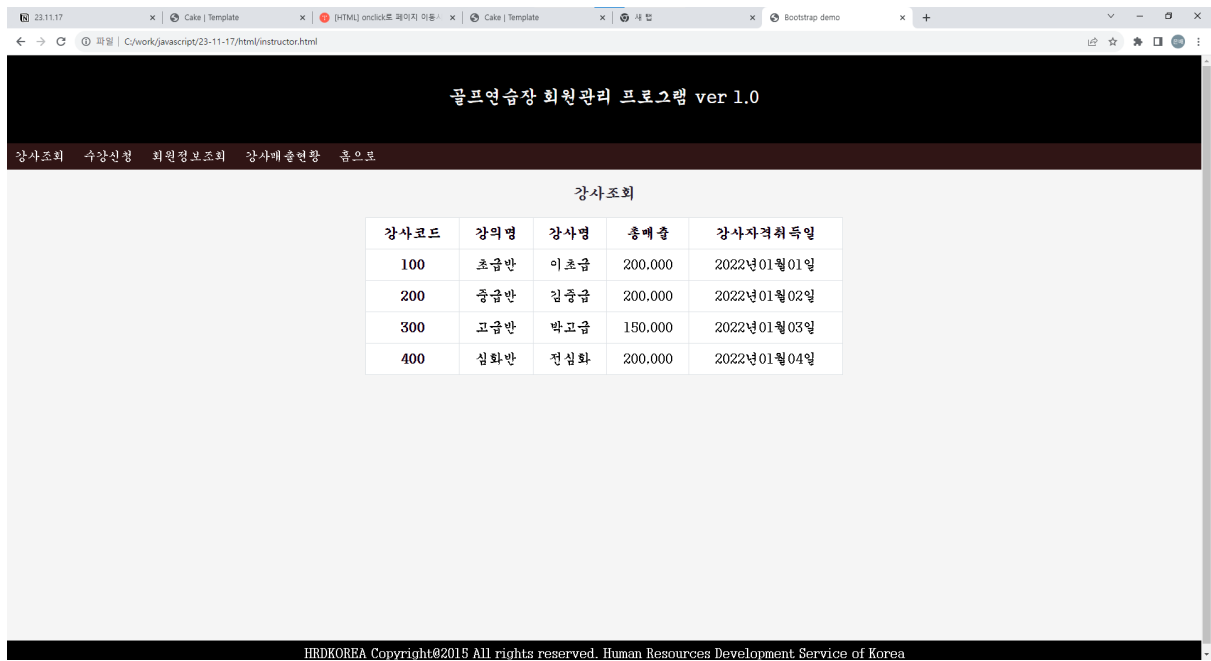 23.11.17
Cake | Template
[HTML] onclick로 페이지 이동
Cake | Template
새 탭
Bootstrap demo
파일 | C:/work/javascript/23-11-17/html/instructor.html
골프연습장 회원관리 프로그램 ver 1.0
강사조회 수강신청 회원정보조회 강사매출현황 홈으로
강사조회
강사코드 강의명 강사명 총매출 강사자격취득일
100 초급반 이초급 200,000 2022년01월01일
200 중급반 김중급 200,000 2022년01월02일
300 고급반 박고급 150,000 2022년01월03일
400 심화반 전심화 200,000 2022년01월04일
HRDKOREA Copyright©2015 All rights reserved. Human Resources Development Service of Korea